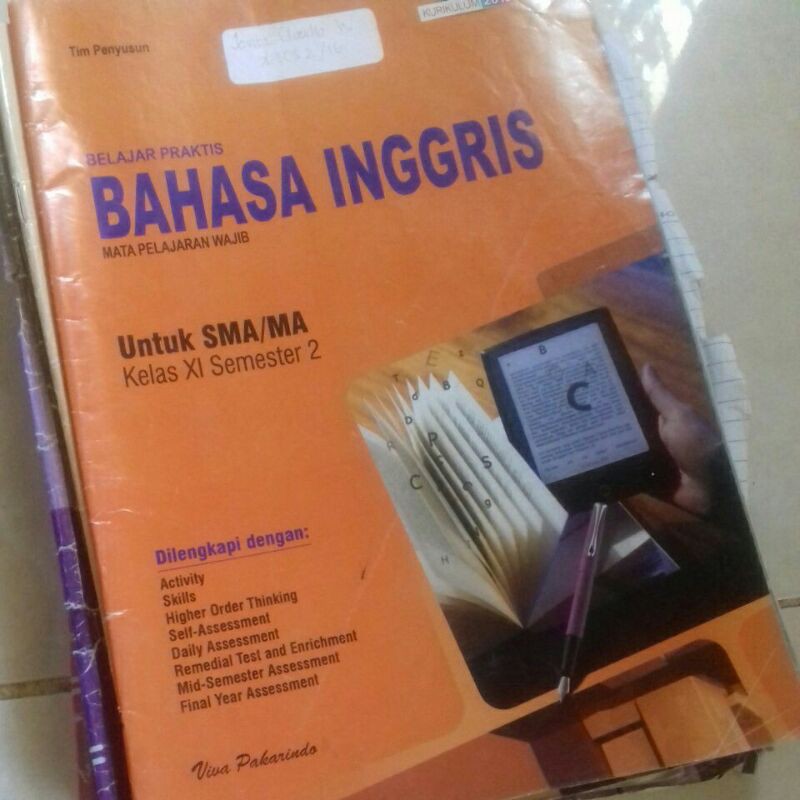 KURIKULUM
Tim Penyusun
BELAJAR PRAKTIS
BAHASA INGGRIS
MATA PELAJARAN WAJIB
Untuk SMA/MA
Kelas XI Semester 2
Dilengkapi dengan:
Activity
Skills
Higher Order Thinking
Self-Assessment
Daily Assessment
Remedial Test and Enrichment
Mid-Semester Assessment
Final Year Assessment
Viva Pakarindo